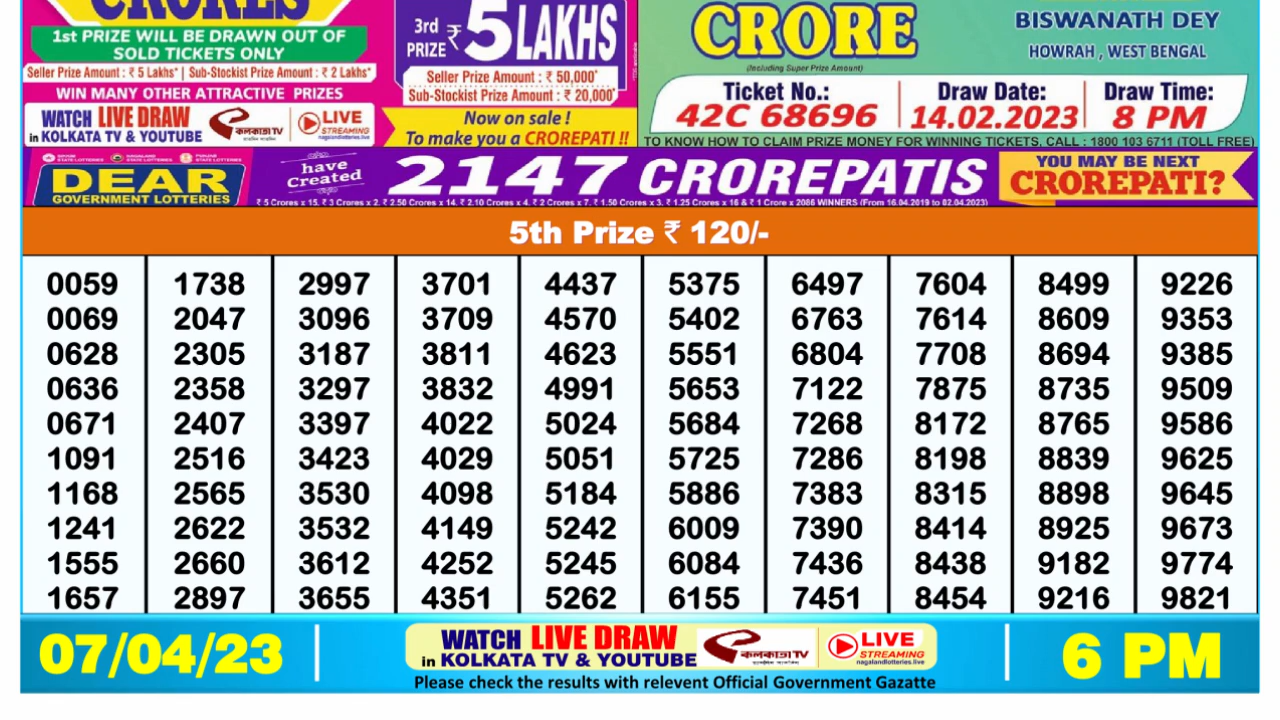 CRORES
1st PRIZE WILL BE DRAWN OUT OF
SOLD TICKETS ONLY
Seller Prize Amount : ₹ 5 Lakhs* | Sub-Stockist Prize Amount : ₹ 2 Lakhs*
WIN MANY OTHER ATTRACTIVE PRIZES
WATCH LIVE DRAW
in KOLKATA TV & YOUTUBE
কলকাতা TV
LIVE
STREAMING
nagalandlotteries.live
3rd
PRIZE ₹ 5 LAKHS
Seller Prize Amount : ₹ 50,000*
Sub-Stockist Prize Amount : ₹ 20,000*
Now on sale !
To make you a CROREPATI !!
CRORE
(Including Super Prize Amount)
BISWANATH DEY
HOWRAH , WEST BENGAL
Ticket No.: Draw Date: Draw Time:
42C 68696 14.02.2023 8 PM
TO KNOW HOW TO CLAIM PRIZE MONEY FOR WINNING TICKETS, CALL : 1800 103 6711 (TOLL FREE)
STATE LOTTERIES STATE LOTTERIES STATE LOTTERIES
DEAR
GOVERNMENT LOTTERIES
have
Created
2147 CROREPATIS
₹ 5 Crores x 15, ₹ 3 Crores x 2, ₹ 2.50 Crores x 14, ₹ 2.10 Crores x 4, ₹ 2 Crores x 7, ₹ 1.50 Crores x 3, ₹ 1.25 Crores x 16 & ₹ 1 Crore x 2086 WINNERS (From 16.04.2019 to 02.04.2023)
YOU MAY BE NEXT
CROREPATI?
5th Prize ₹ 120/-
0059 1738 2997 3701 4437 5375 6497 7604 8499 9226
0069 2047 3096 3709 4570 5402 6763 7614 8609 9353
0628 2305 3187 3811 4623 5551 6804 7708 8694 9385
0636 2358 3297 3832 4991 5653 7122 7875 8735 9509
0671 2407 3397 4022 5024 5684 7268 8172 8765 9586
1091 2516 3423 4029 5051 5725 7286 8198 8839 9625
1168 2565 3530 4098 5184 5886 7383 8315 8898 9645
1241 2622 3532 4149 5242 6009 7390 8414 8925 9673
1555 2660 3612 4252 5245 6084 7436 8438 9182 9774
1657 2897 3655 4351 5262 6155 7451 8454 9216 9821
07/04/23
WATCH LIVE DRAW
in KOLKATA TV & YOUTUBE
কলকাতা TV
LIVE
STREAMING
nagalandlotteries.live
Please check the results with relevent Official Government Gazatte
6 PM